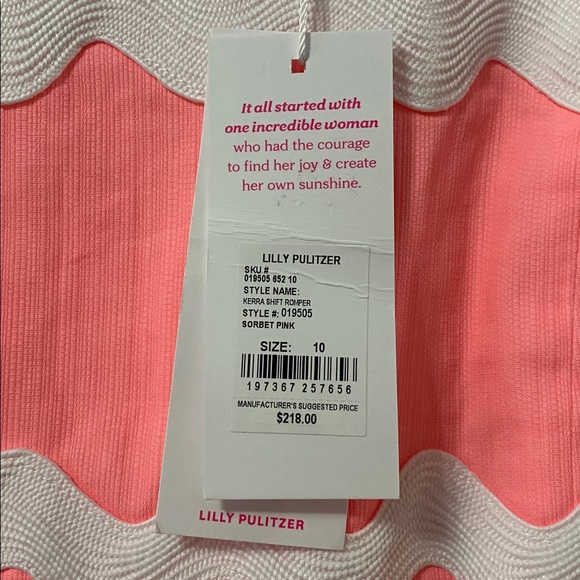 It all started with
one incredible woman
who had the courage
to find her joy & create
her own sunshine.
LILLY PULITZER
SKU.#
019505 652 10
STYLE NAME:
KERRA SHIFT ROMPER
STYLE #: 019505
SORBET PINK
SIZE: 10
197367 257656
MANUFACTURER'S SUGGESTED PRICE
$218.00
LILLY PULITZER